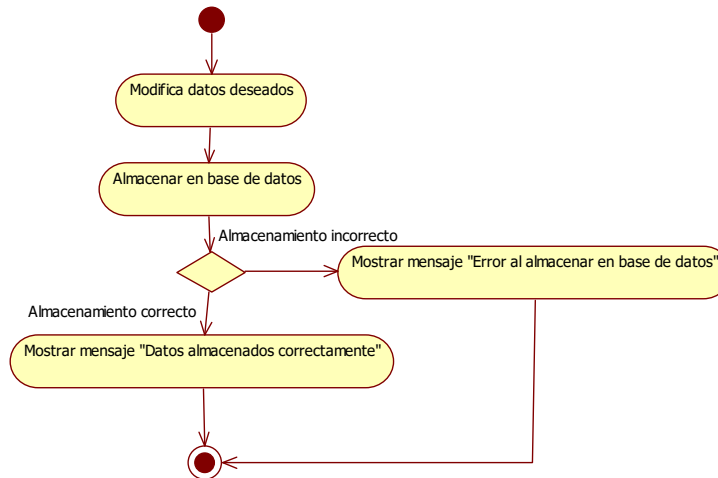 Modifica datos deseados
Almacenar en base de datos
Almacenamiento incorrecto
Mostrar mensaje "Error al almacenar en base de datos"
Almacenamiento correcto
Mostrar mensaje "Datos almacenados correctamente"